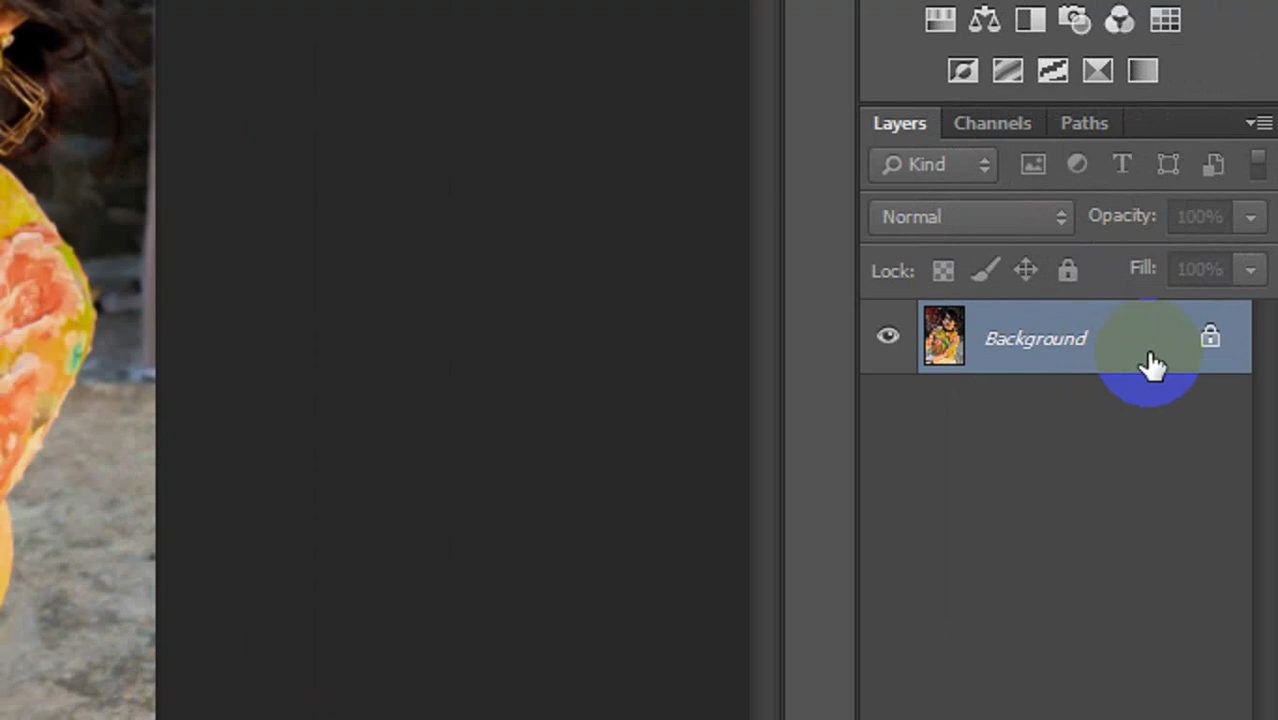 Layers Channels Paths
Kind T
Normal Opacity: 100%
Lock: Fill: 100%
Background